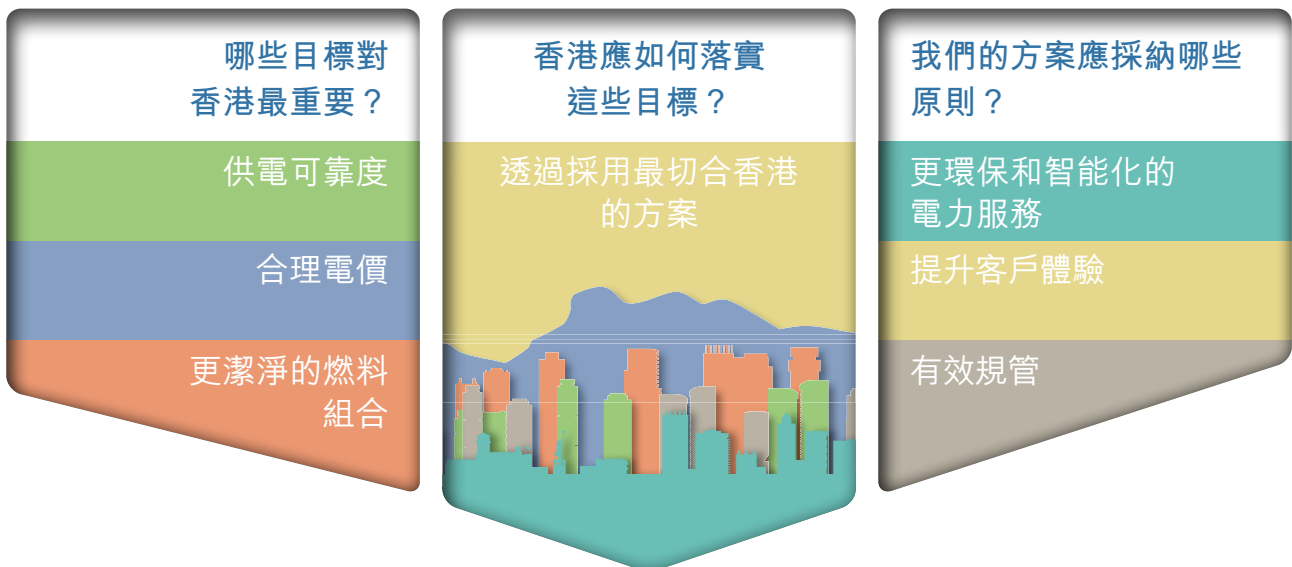 哪些目標對
香港最重要？
供電可靠度
合理電價
更潔淨的燃料
組合
香港應如何落實
這些目標？
透過採用最切合香港
的方案
我們的方案應採納哪些
原則？
更環保和智能化的
電力服務
提升客戶體驗
有效規管